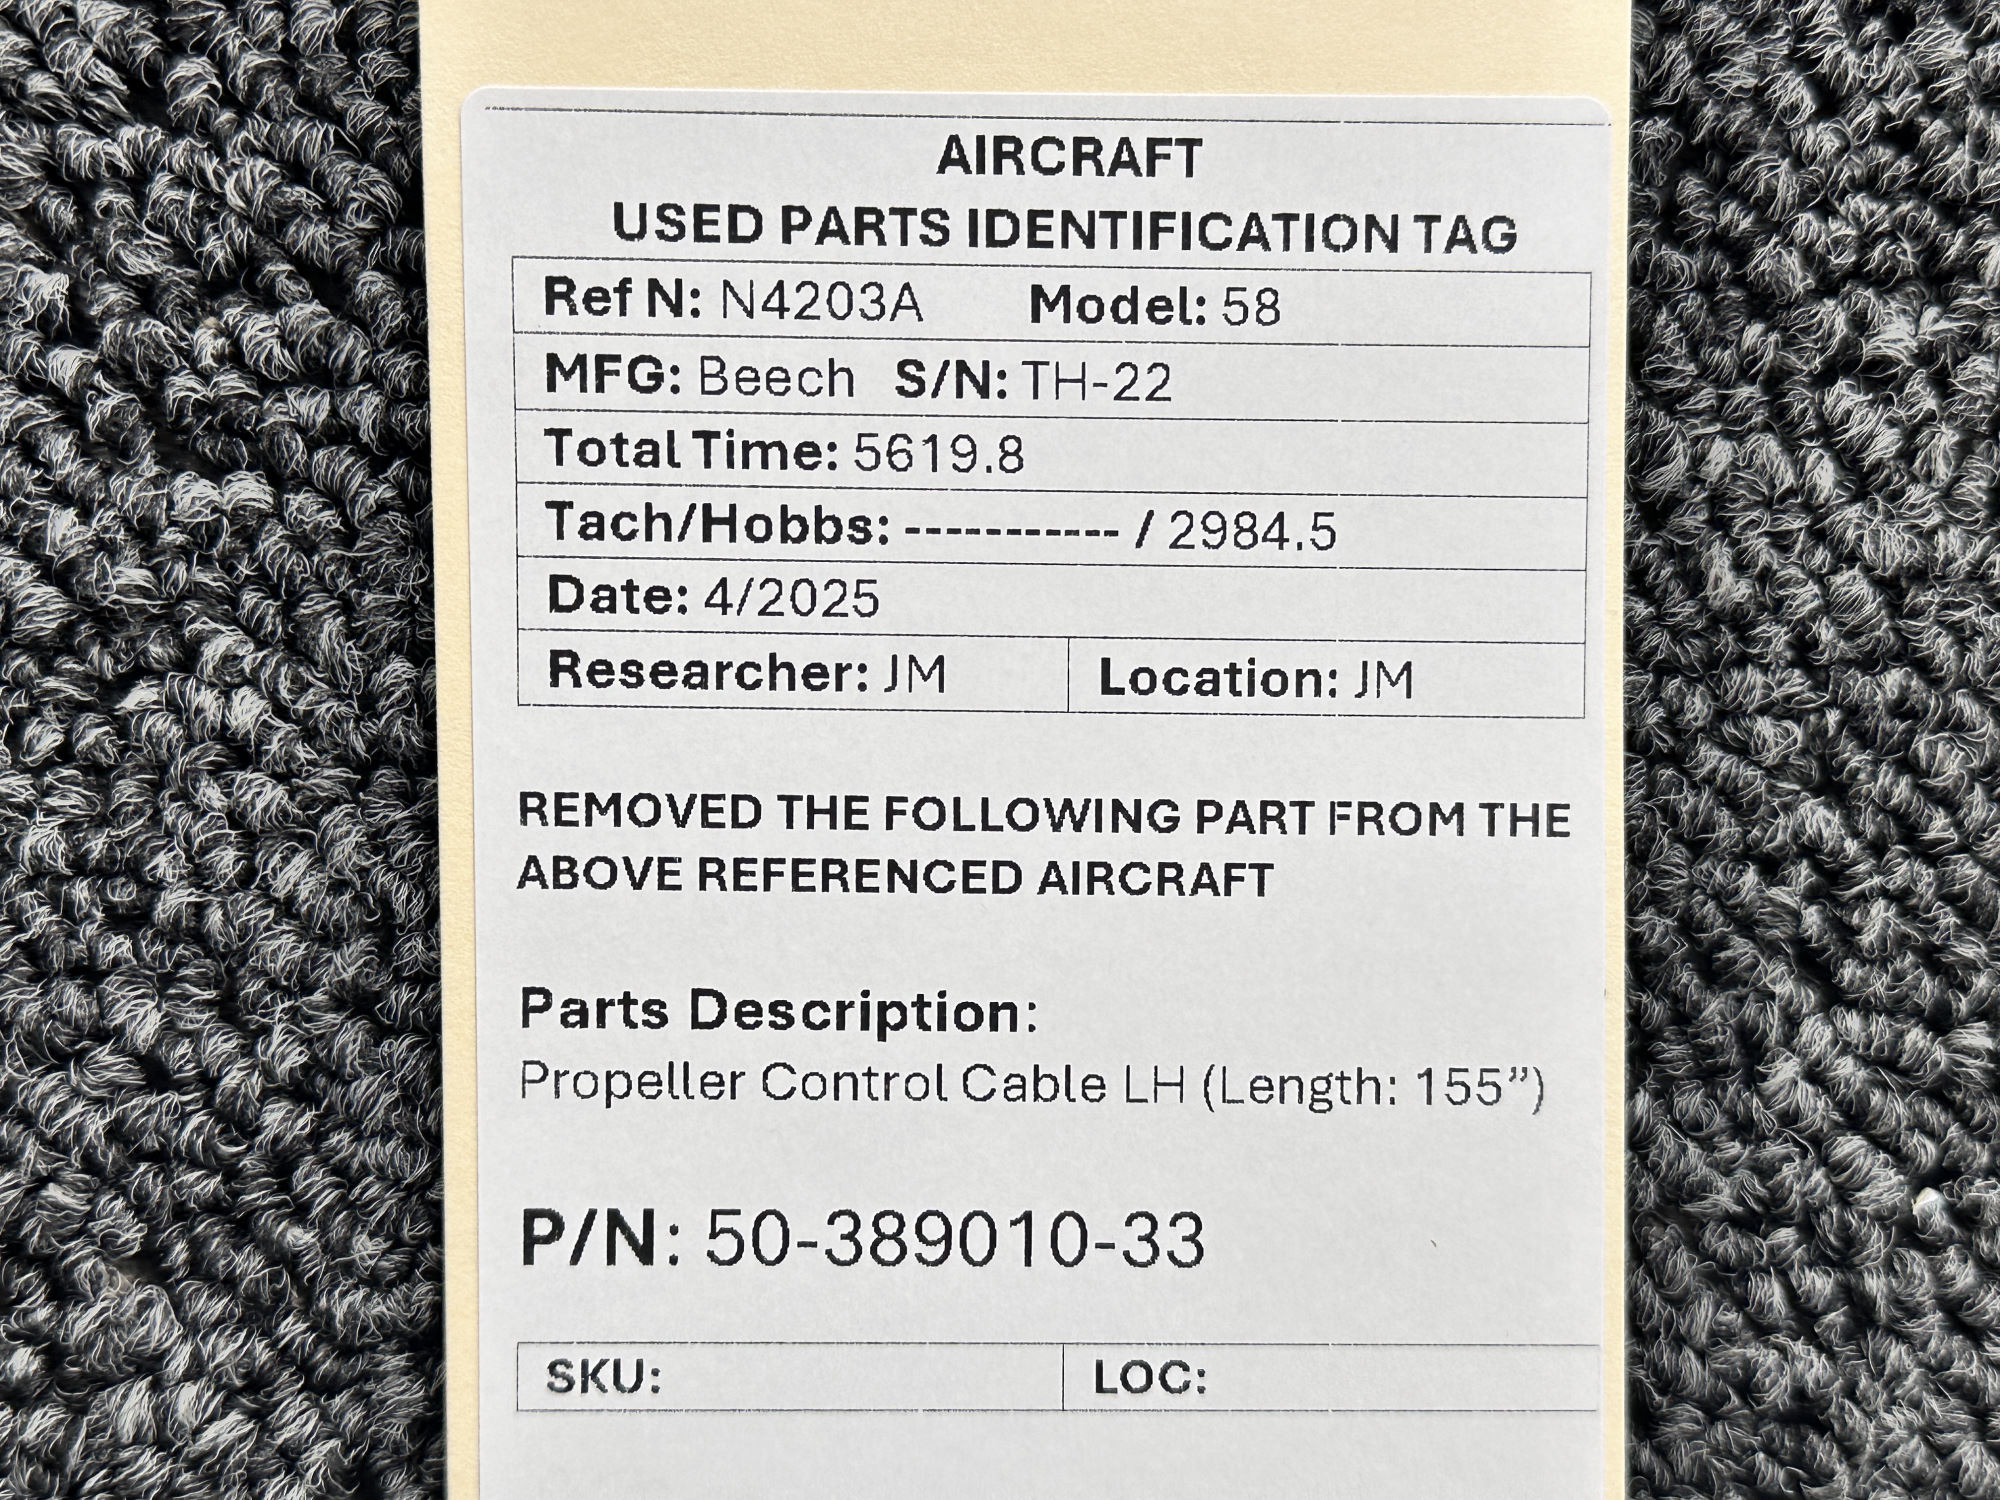 AIRCRAFT
USED PARTS IDENTIFICATION TAG
Ref N: N4203A Model: 58
MFG: Beech S/N: TH-22
Total Time: 5619.8
Tach/Hobbs: ----------- / 2984.5
Date: 4/2025
Researcher: JM Location: JM
REMOVED THE FOLLOWING PART FROM THE
ABOVE REFERENCED AIRCRAFT
Parts Description:
Propeller Control Cable LH (Length: 155”)
P/N: 50-389010-33
SKU: LOC: